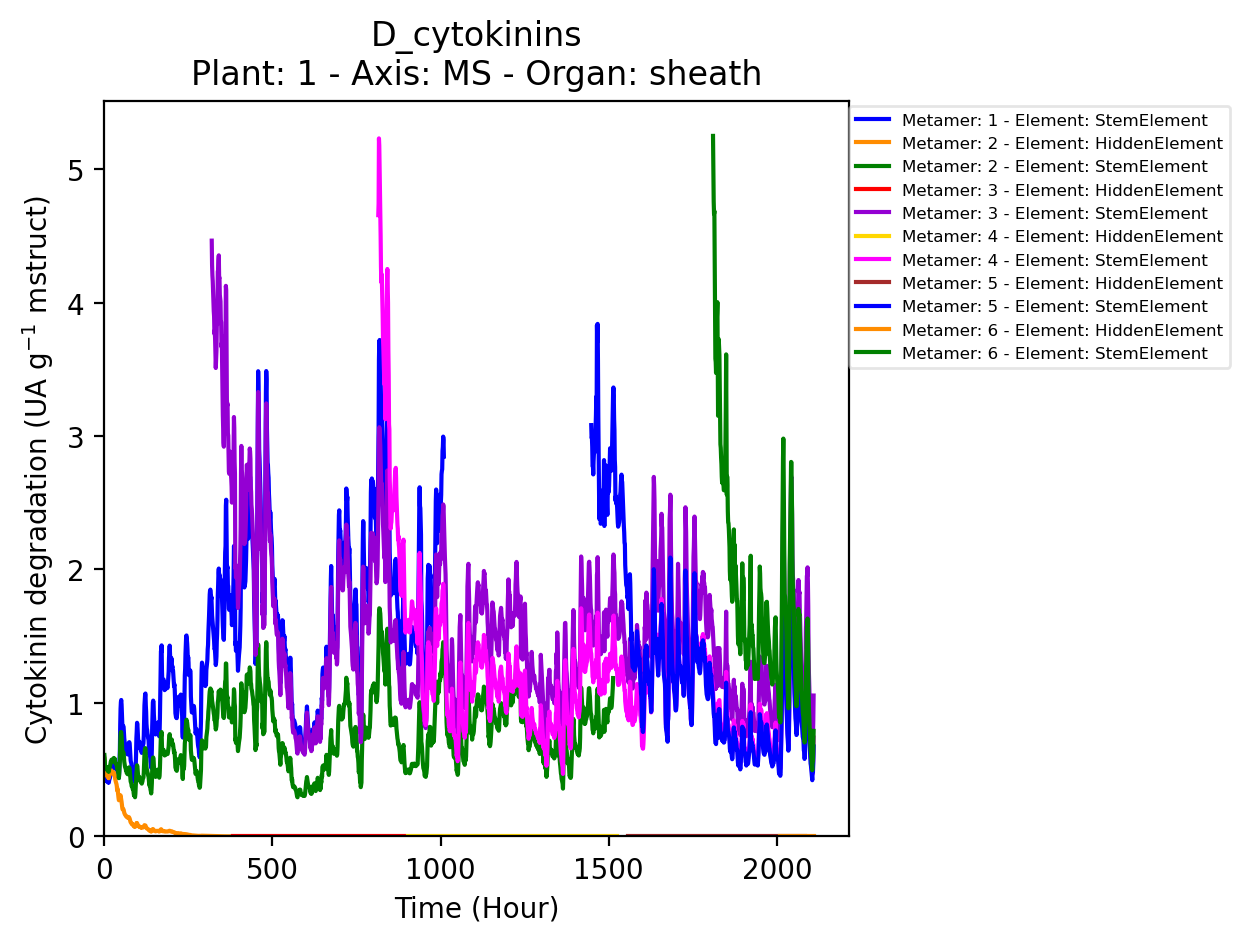 D_cytokinins
Plant: 1 - Axis: MS - Organ: sheath
Cytokinin degradation (UA g⁻¹ mstruct)
5
4
3
2
1
0
0 500 1000 1500 2000
Time (Hour)
Metamer: 1 - Element: StemElement
Metamer: 2 - Element: HiddenElement
Metamer: 2 - Element: StemElement
Metamer: 3 - Element: HiddenElement
Metamer: 3 - Element: StemElement
Metamer: 4 - Element: HiddenElement
Metamer: 4 - Element: StemElement
Metamer: 5 - Element: HiddenElement
Metamer: 5 - Element: StemElement
Metamer: 6 - Element: HiddenElement
Metamer: 6 - Element: StemElement